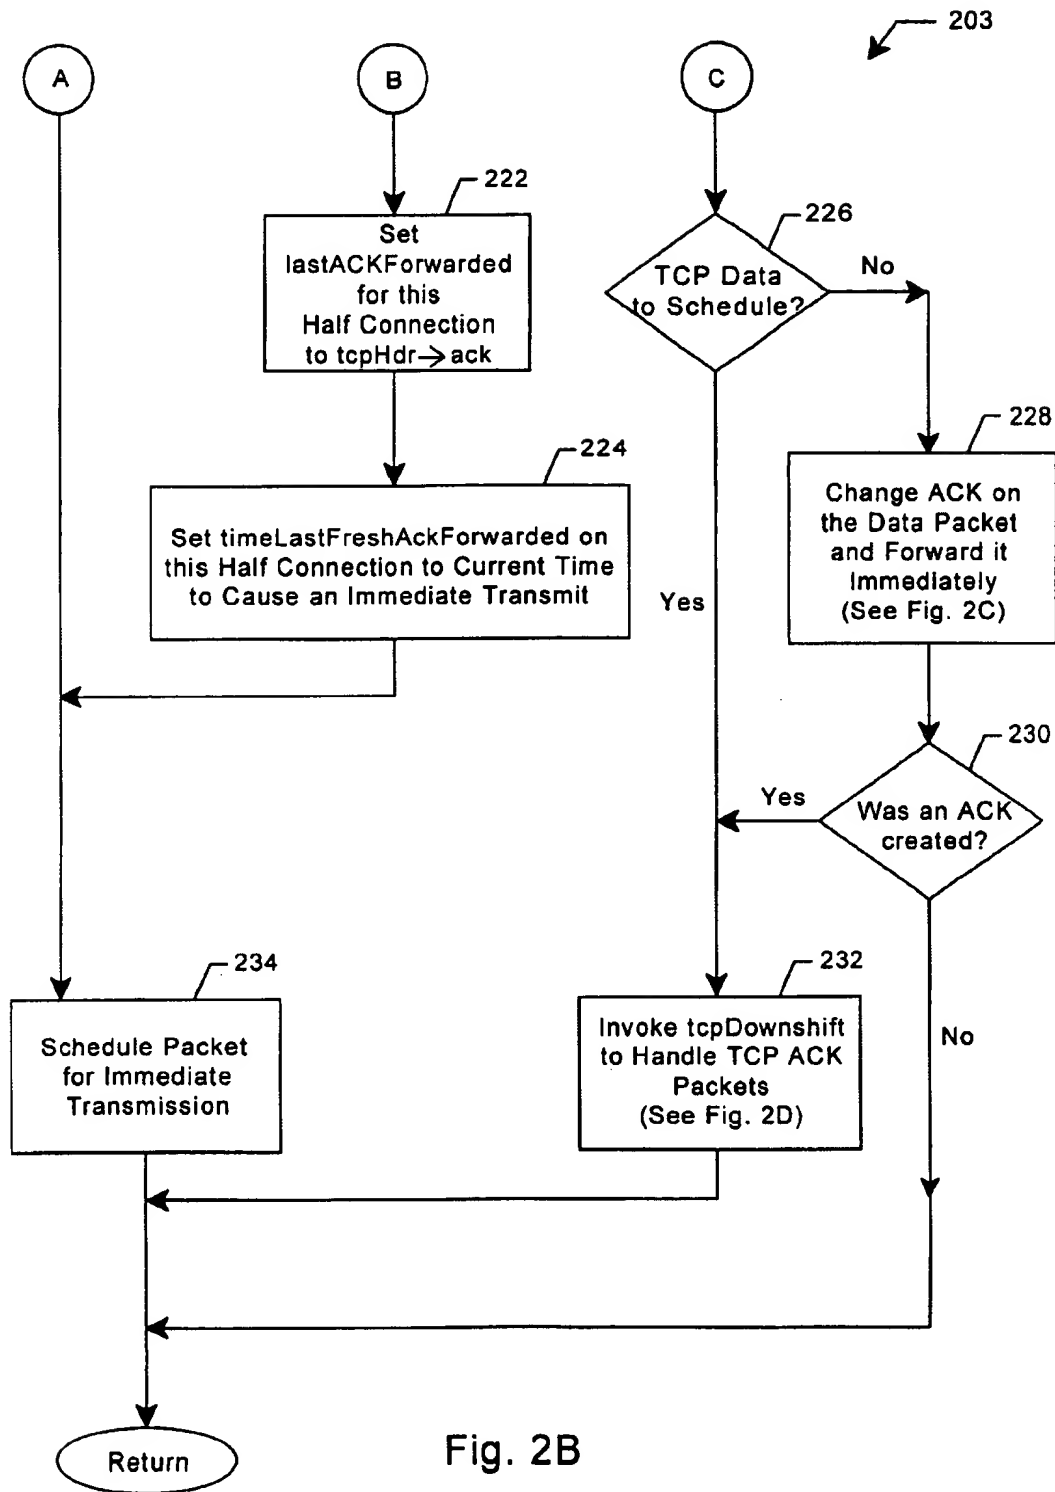 203
A
B
C
222
Set
lastACKForwarded
for this
Half Connection
to tcpHdr→ack
226
TCP Data
to Schedule?
No
224
Set timeLastFreshAckForwarded on
this Half Connection to Current Time
to Cause an Immediate Transmit
Yes
228
Change ACK on
the Data Packet
and Forward it
Immediately
(See Fig. 2C)
230
Was an ACK
created?
Yes
No
234
Schedule Packet
for Immediate
Transmission
232
Invoke tcpDownshift
to Handle TCP ACK
Packets
(See Fig. 2D)
Return
Fig. 2B